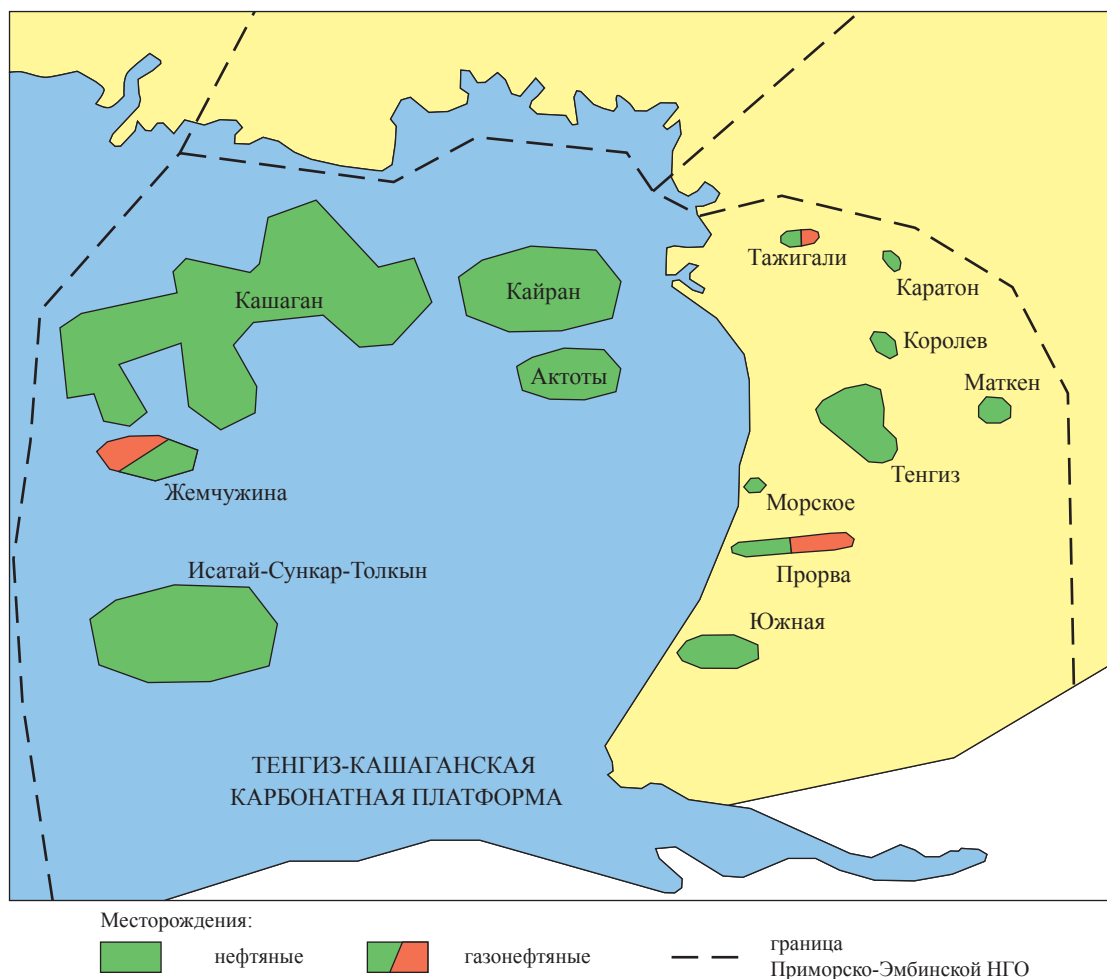 Тажигали
Каратон
Кашаган
Кайран
Королев
Актоты
Маткен
Тенгиз
Жемчужина
Морское
Исатай-Сункар-Толкын
Прорва
Южная
ТЕНГИЗ-КАШАГАНСКАЯ
КАРБОНАТНАЯ ПЛАТФОРМА
Месторождения:
нефтяные
газонефтяные
граница
Приморско-Эмбинской НГО